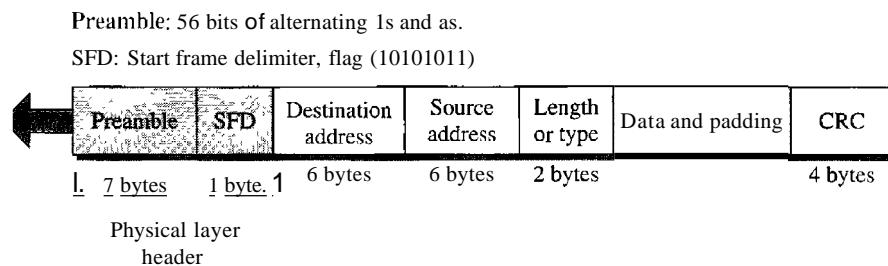 Preamble: 56 bits of alternating 1s and as.
SFD: Start frame delimiter, flag (10101011)
Preamble SFD Destination address Source address Length or type Data and padding CRC
l. 7 bytes 1 byte. 1 6 bytes 6 bytes 2 bytes 4 bytes
Physical layer
header